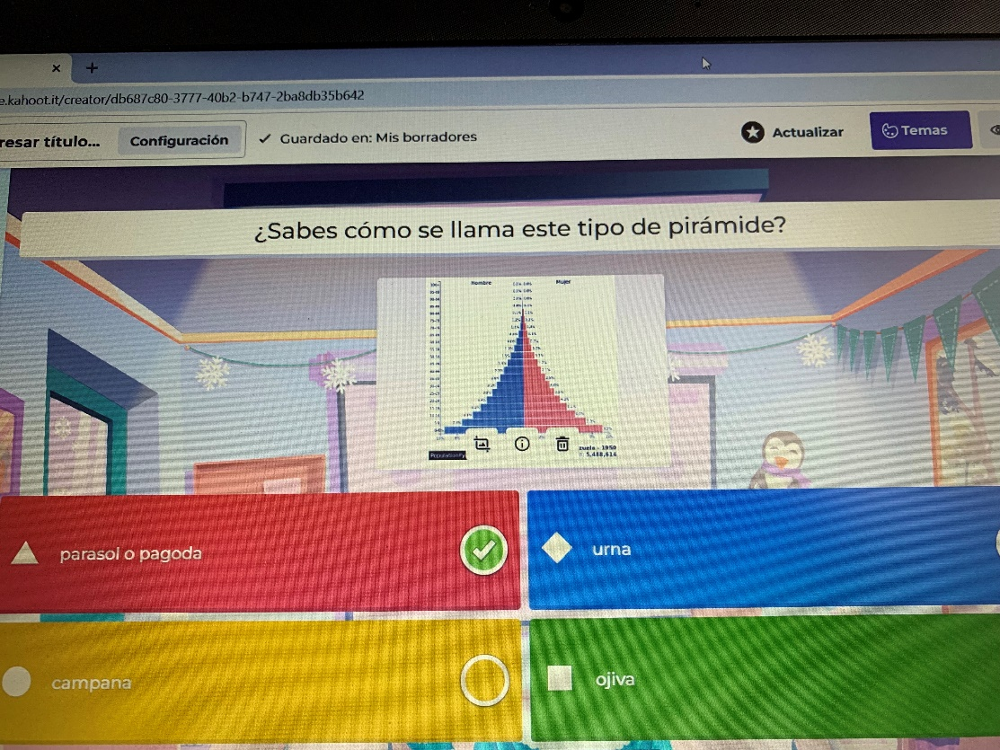 e.kahoot.it/creator/db687c80-3777-40b2-b747-2ba8db35b642
resar título...
Configuración
Guardado en: Mis borradores
Actualizar
Temas
¿Sabes cómo se llama este tipo de pirámide?
Hombre
Mujer
zuela - 1950
5,488,614
parasol o pagoda
urna
campana
ojiva